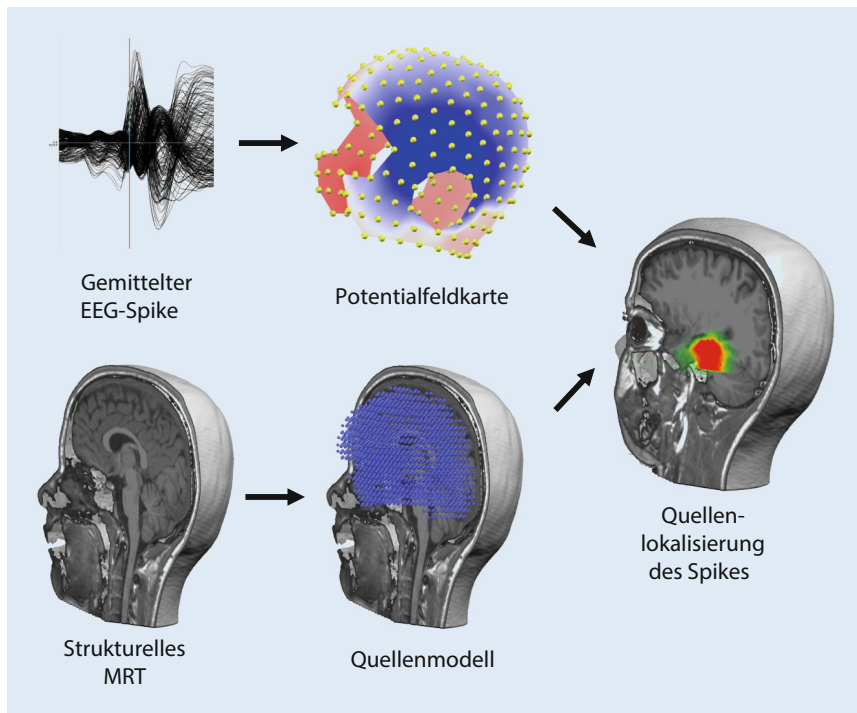 Gemittelter
EEG-Spike
Potentialfeldkarte
Strukturelles
MRT
Quellenmodell
Quellen-
lokalisierung
des Spikes